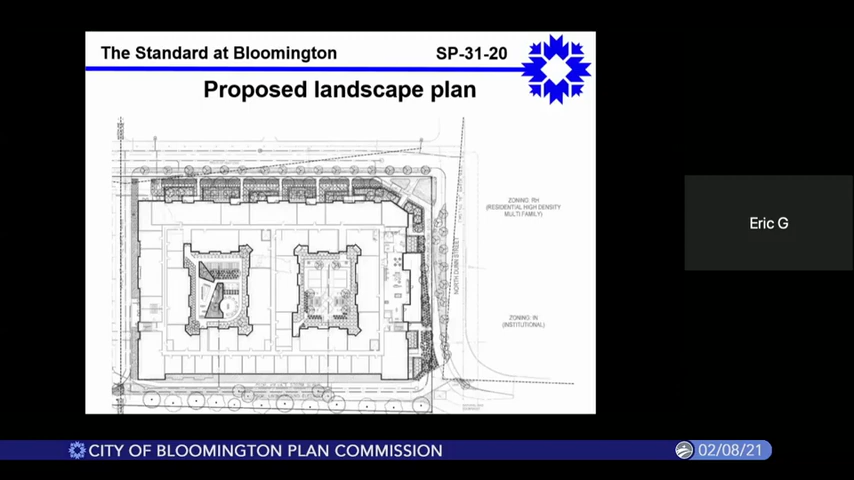 The Standard at Bloomington
SP-31-20
Proposed landscape plan
ZONING: RH
(RESIDENTIAL HIGH DENSITY
MULTI FAMILY)
NORTH DUNN STREET
ZONING: IN
(INSTITUTIONAL)
Eric G
CITY OF BLOOMINGTON PLAN COMMISSION
02/08/21